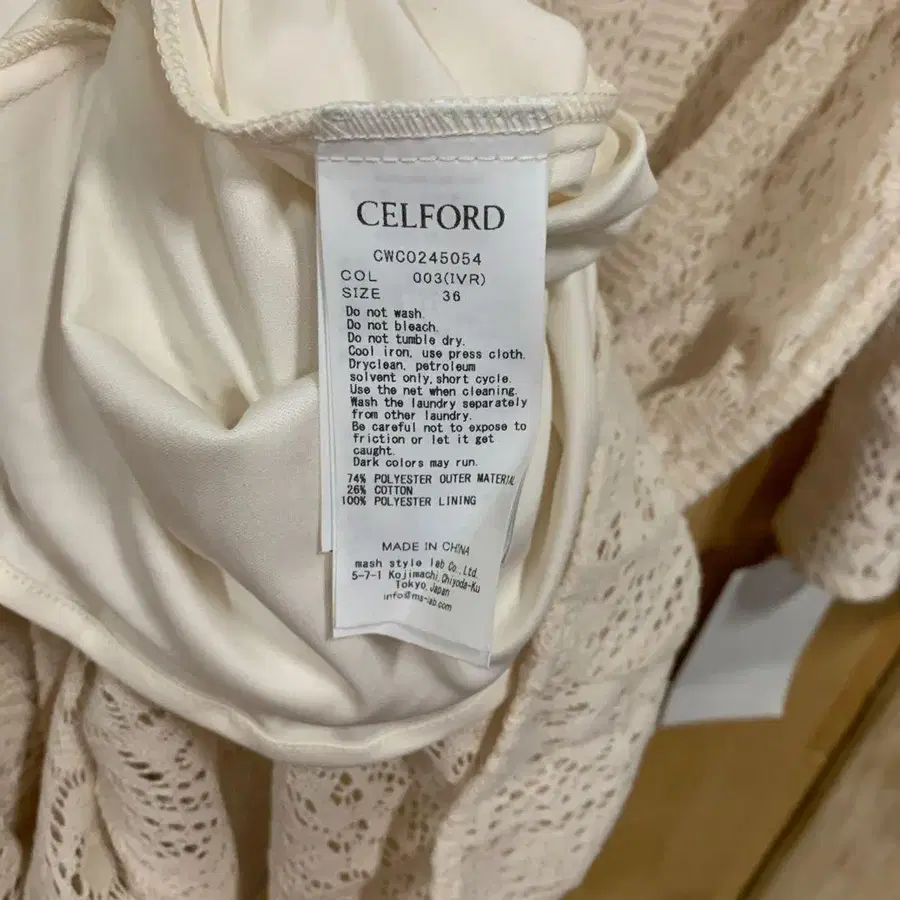 CELFORD
CWC0245054
COL 003(IVR)
SIZE 36
Do not wash.
Do not bleach.
Do not tumble dry.
Cool iron, use press cloth.
Dryclean, petroleum
solvent only, short cycle.
Use the net when cleaning.
Wash the laundry separately
from other laundry.
Be careful not to expose to
friction or let it get
caught.
Dark colors may run.
74% POLYESTER OUTER MATERIAL
26% COTTON
100% POLYESTER LINING
MADE IN CHINA
mash style lab Co., Ltd.
5-7-1 Kojimachi, Chiyoda-Ku
Tokyo, Japan
info@ms-lab.com